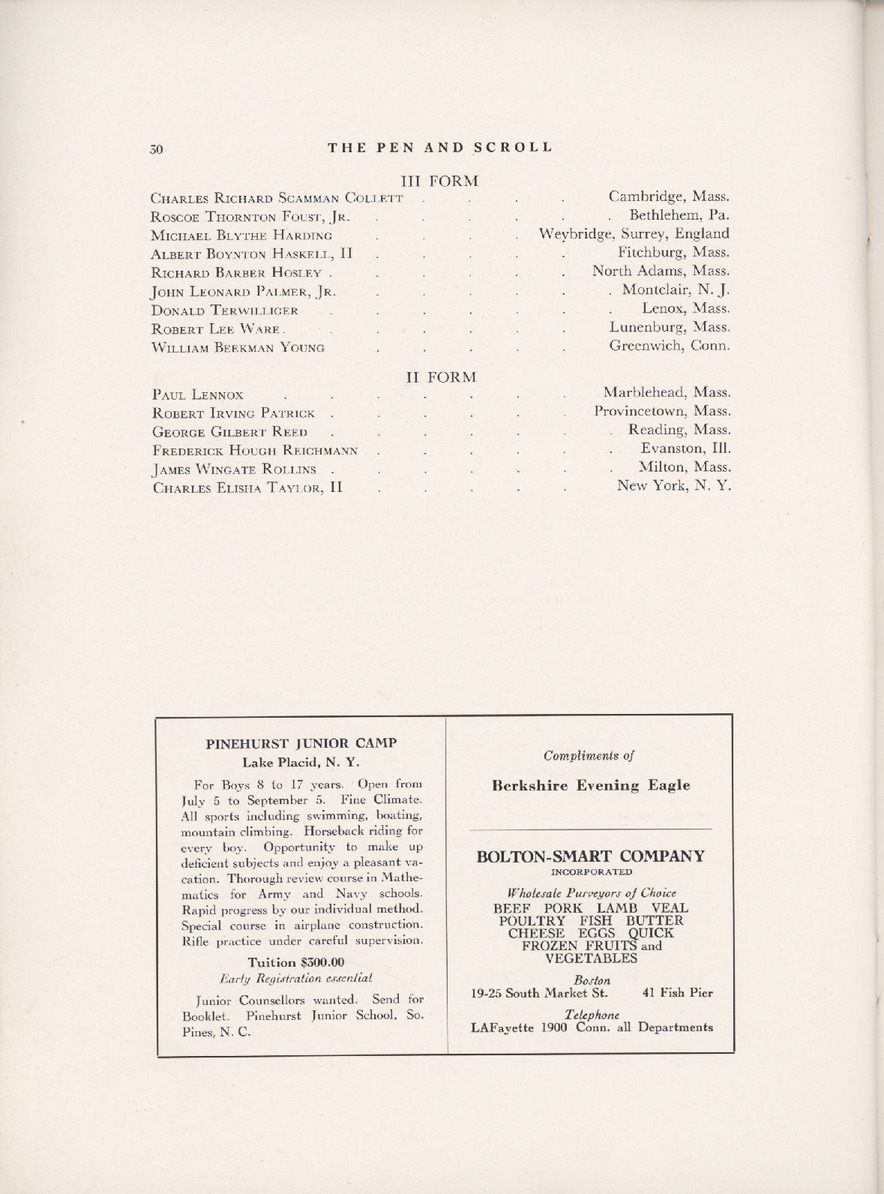 30 THE PEN AND SCROLL
III FORM
CHARLES RICHARD SCAMMAN COLLETT . . . . Cambridge, Mass.
ROSCOE THORNTON FOUST, JR. . . . . . . Bethlehem, Pa.
MICHAEL BLYTHE HARDING . . . . Weybridge, Surrey, England
ALBERT BOYNTON HASKELL, II . . . . . Fitchburg, Mass.
RICHARD BARBER HOSLEY . . . . . . North Adams, Mass.
JOHN LEONARD PALMER, JR. . . . . . . Montclair, N. J.
DONALD TERWILLIGER . . . . . . . Lenox, Mass.
ROBERT LEE WARE . . . . . . . Lunenburg, Mass.
WILLIAM BEEKMAN YOUNG . . . . . Greenwich, Conn.
II FORM
PAUL LENNOX . . . . . . . Marblehead, Mass.
ROBERT IRVING PATRICK . . . . . . Provincetown, Mass.
GEORGE GILBERT REED . . . . . . . Reading, Mass.
FREDERICK HOUGH REICHMANN . . . . . . Evanston, Ill.
JAMES WINGATE ROLLINS . . . . . . . Milton, Mass.
CHARLES ELISHA TAYLOR, II . . . . . New York, N. Y.
PINEHURST JUNIOR CAMP
Lake Placid, N. Y.
For Boys 8 to 17 years. Open from
July 5 to September 5. Fine Climate.
All sports including swimming, boating,
mountain climbing. Horseback riding for
every boy. Opportunity to make up
deficient subjects and enjoy a pleasant va-
cation. Thorough review course in Mathe-
matics for Army and Navy schools.
Rapid progress by our individual method.
Special course in airplane construction.
Rifle practice under careful supervision.
Tuition $300.00
Early Registration essential
Junior Counsellors wanted. Send for
Booklet. Pinehurst Junior School, So.
Pines, N. C.
Compliments of
Berkshire Evening Eagle
BOLTON-SMART COMPANY
INCORPORATED
Wholesale Purveyors of Choice
BEEF PORK LAMB VEAL
POULTRY FISH BUTTER
CHEESE EGGS QUICK
FROZEN FRUITS and
VEGETABLES
Boston
19-25 South Market St. 41 Fish Pier
Telephone
LAFayette 1900 Conn. all Departments